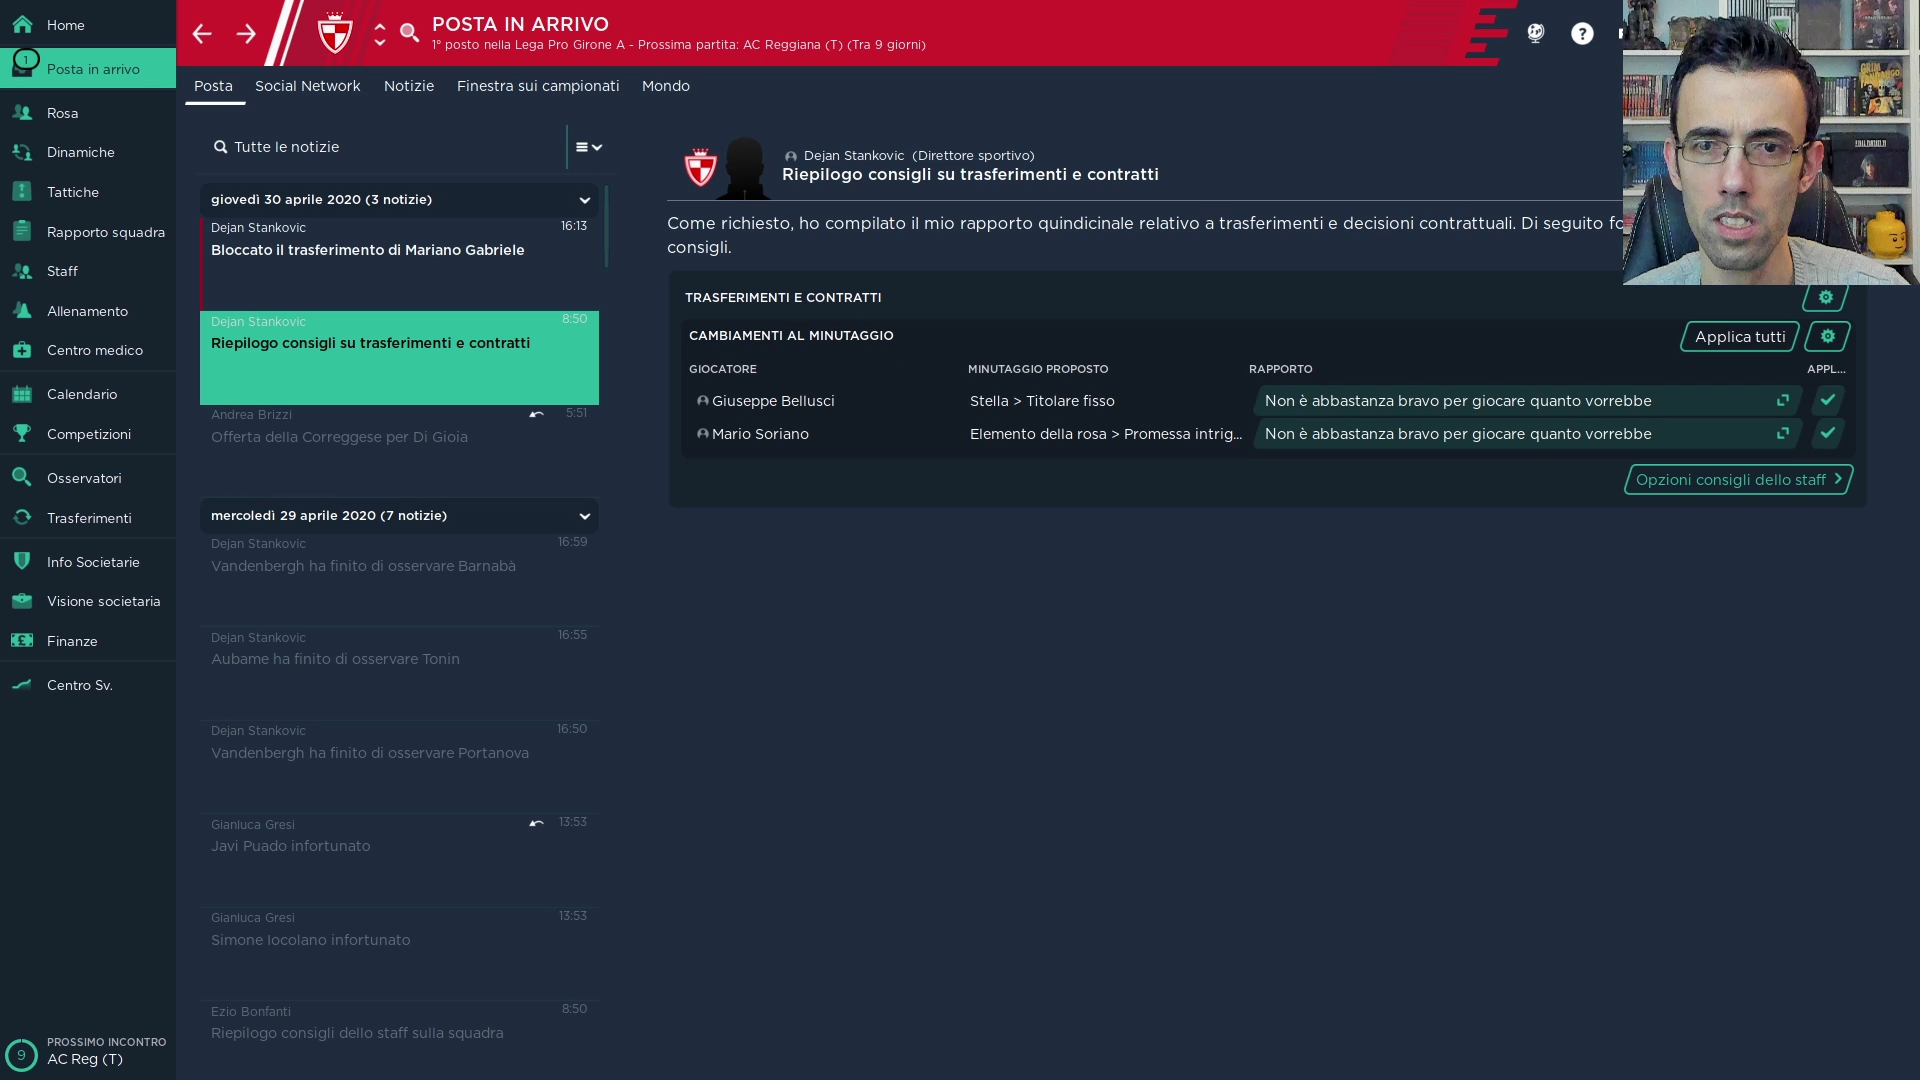 Home
1
Posta in arrivo
Rosa
Dinamiche
Tattiche
Rapporto squadra
Staff
Allenamento
Centro medico
Calendario
Competizioni
Osservatori
Trasferimenti
Info Societarie
Visione societaria
Finanze
Centro Sv.
9
PROSSIMO INCONTRO
AC Reg (T)
POSTA IN ARRIVO
1° posto nella Lega Pro Girone A - Prossima partita: AC Reggiana (T) (Tra 9 giorni)
?
Posta Social Network Notizie Finestra sui campionati Mondo
Tutte le notizie
giovedì 30 aprile 2020 (3 notizie)
Dejan Stankovic 16:13
Bloccato il trasferimento di Mariano Gabriele
Dejan Stankovic 8:50
Riepilogo consigli su trasferimenti e contratti
Andrea Brizzi 5:51
Offerta della Correggese per Di Gioia
mercoledì 29 aprile 2020 (7 notizie)
Dejan Stankovic 16:59
Vandenbergh ha finito di osservare Barnabà
Dejan Stankovic 16:55
Aubame ha finito di osservare Tonin
Dejan Stankovic 16:50
Vandenbergh ha finito di osservare Portanova
Gianluca Gresi 13:53
Javi Puado infortunato
Gianluca Gresi 13:53
Simone Iocolano infortunato
Ezio Bonfanti 8:50
Riepilogo consigli dello staff sulla squadra
Dejan Stankovic (Direttore sportivo)
Riepilogo consigli su trasferimenti e contratti
Come richiesto, ho compilato il mio rapporto quindicinale relativo a trasferimenti e decisioni contrattuali. Di seguito fo
consigli.
TRASFERIMENTI E CONTRATTI
CAMBIAMENTI AL MINUTAGGIO Applica tutti
GIOCATORE MINUTAGGIO PROPOSTO RAPPORTO APPL...
Giuseppe Bellusci Stella > Titolare fisso Non è abbastanza bravo per giocare quanto vorrebbe
Mario Soriano Elemento della rosa > Promessa intrig... Non è abbastanza bravo per giocare quanto vorrebbe
Opzioni consigli dello staff
GRIM FANDANGO